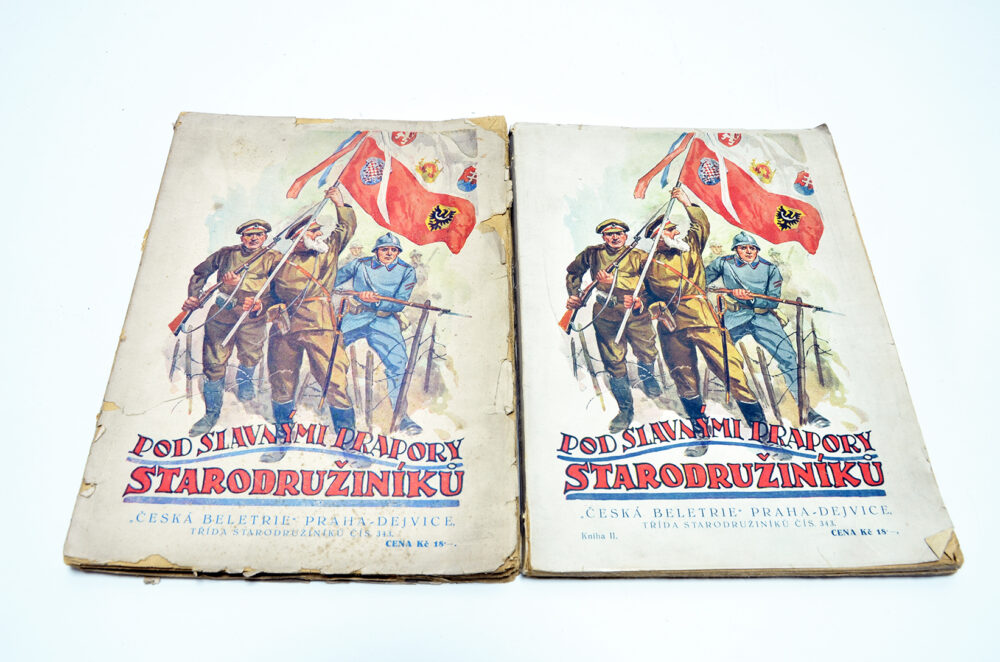 POD SLAVNÝMI PRAPORY
STARODRUŽINÍKŮ
„ČESKÁ BELETRIE“ PRAHA-DEJVICE,
TŘÍDA STARODRUŽINÍKŮ ČÍS. 343.
CENA Kč 18·–.
POD SLAVNÝMI PRAPORY
STARODRUŽINÍKŮ
„ČESKÁ BELETRIE“ PRAHA-DEJVICE,
TŘÍDA STARODRUŽINÍKŮ ČÍS. 343.
Kniha II.
CENA Kč 18·–.